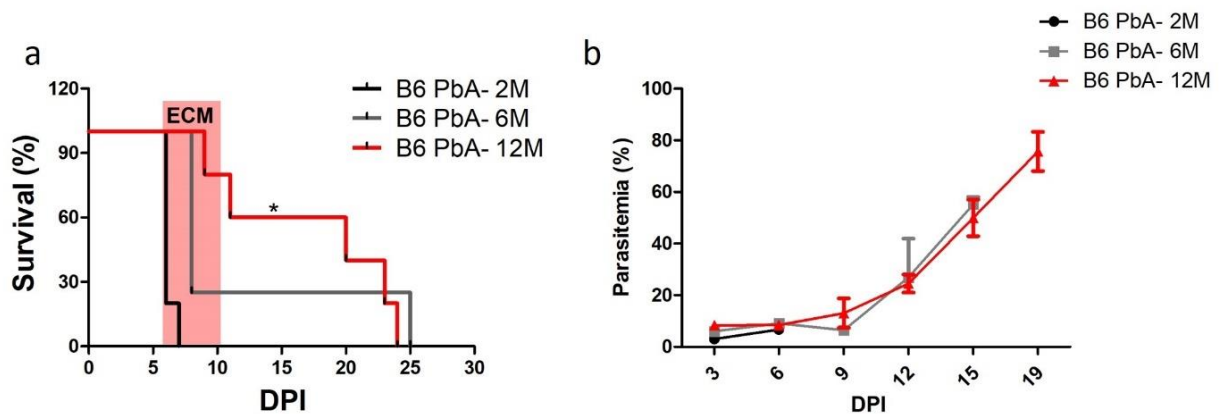 a
120
90
60
30
0
Survival (%)
ECM
*
B6 PbA- 2M
B6 PbA- 6M
B6 PbA- 12M
0 5 10 15 20 25 30
DPI
b
B6 PbA- 2M
B6 PbA- 6M
B6 PbA- 12M
100
80
60
40
20
0
Parasitemia (%)
3 6 9 12 15 19
DPI